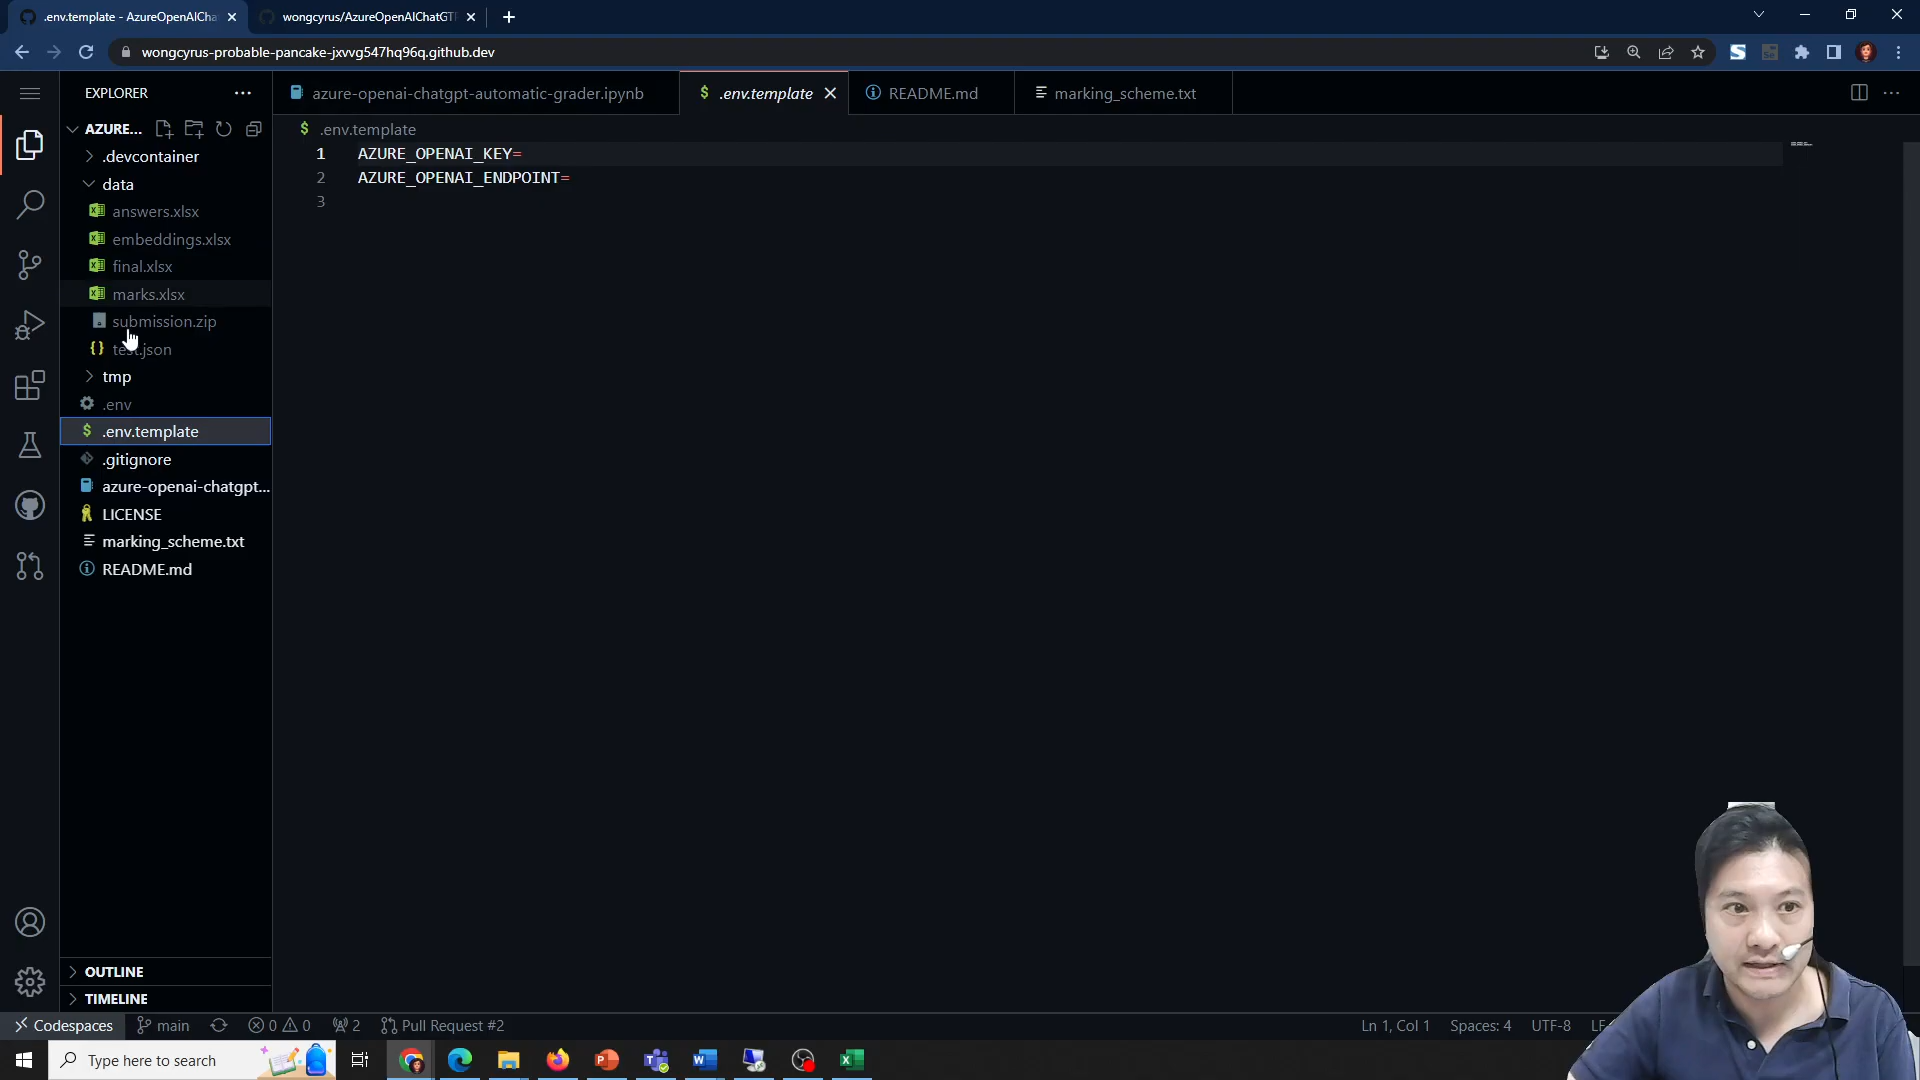 .env.template - AzureOpenAICha
wongcyrus/AzureOpenAIChatGT
wongcyrus-probable-pancake-jxvvg547hq96q.github.dev
EXPLORER
azure-openai-chatgpt-automatic-grader.ipynb
$ .env.template
README.md
marking_scheme.txt
AZURE...
$ .env.template
.devcontainer
1 AZURE_OPENAI_KEY=
2 AZURE_OPENAI_ENDPOINT=
3
data
answers.xlsx
embeddings.xlsx
final.xlsx
marks.xlsx
submission.zip
{} test.json
tmp
.env
$ .env.template
.gitignore
azure-openai-chatgpt...
LICENSE
marking_scheme.txt
README.md
OUTLINE
TIMELINE
Codespaces
main
0
0
2
Pull Request #2
Ln 1, Col 1
Spaces: 4
UTF-8
LF
Type here to search